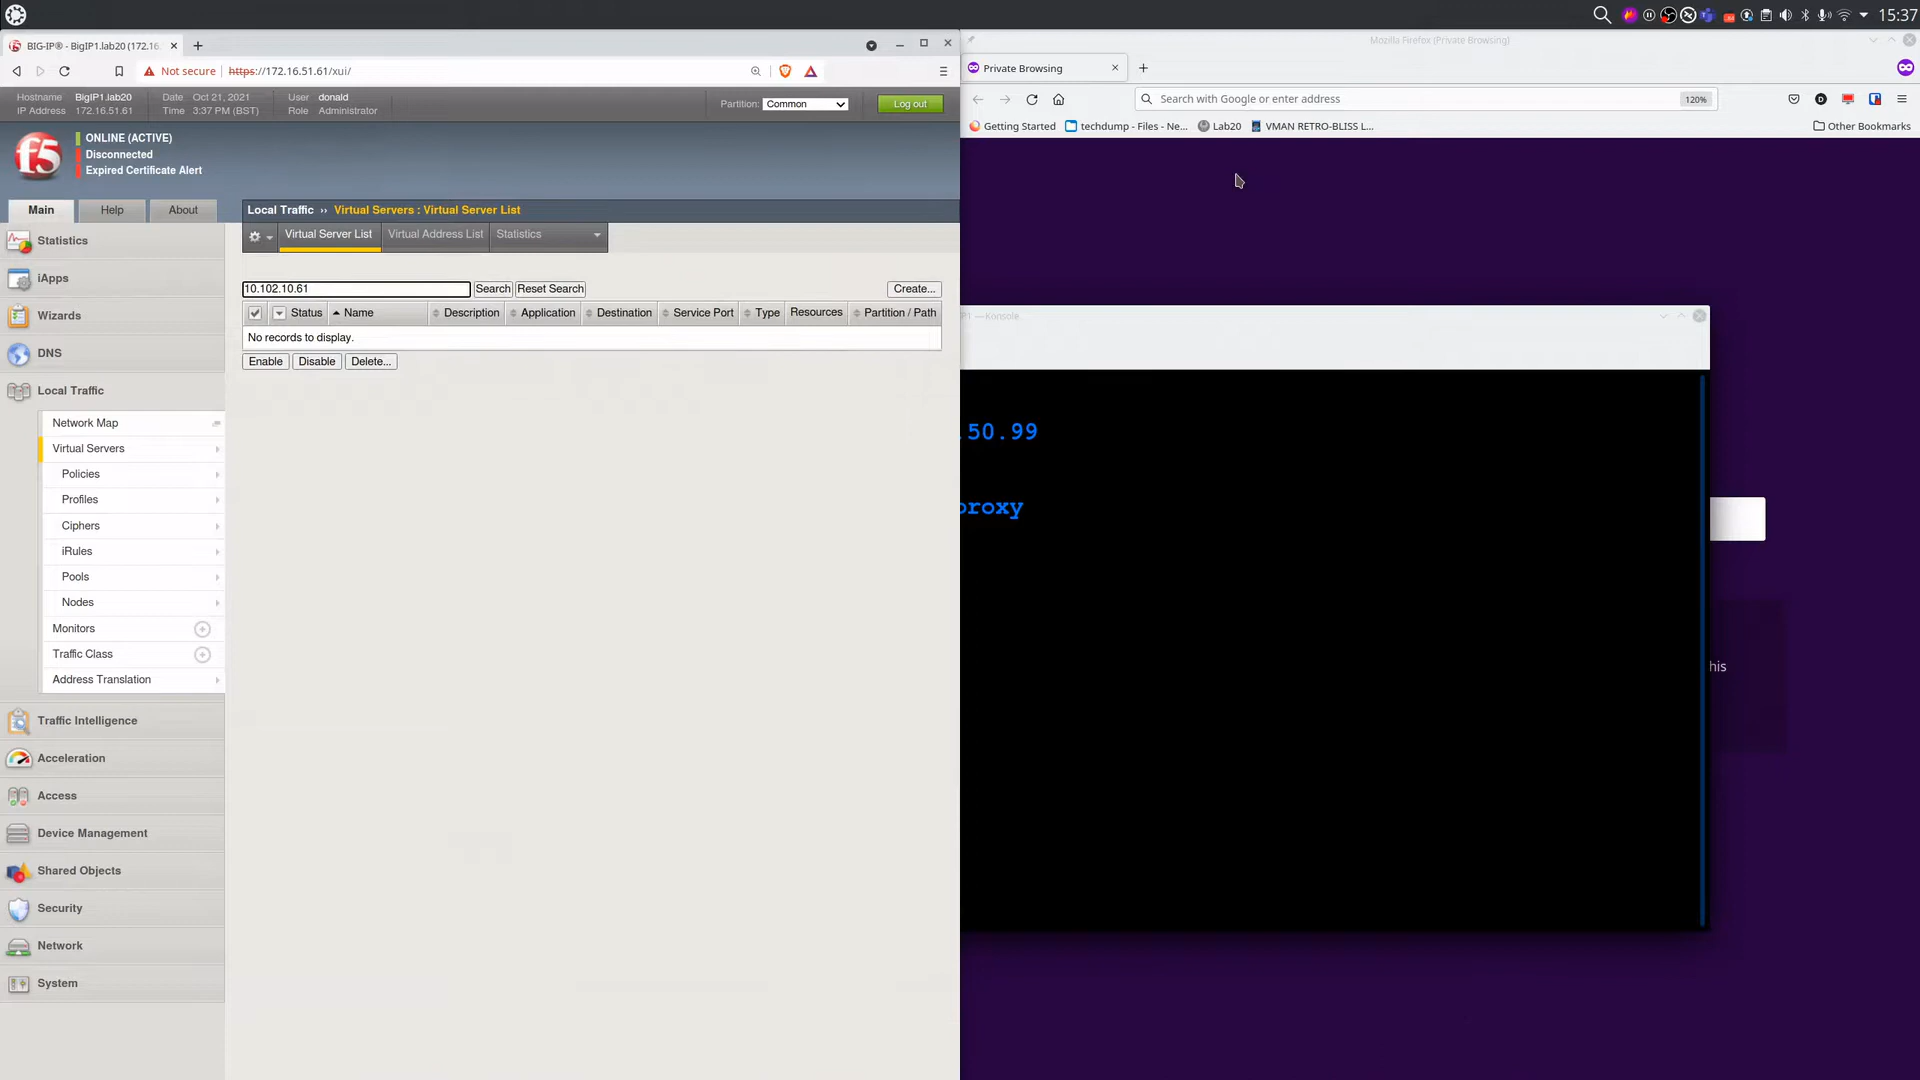 15:37
BIG-IP® - BigIP1.lab20 (172.16.
Not secure
https://172.16.51.61/xui/
Hostname BigIP1.lab20 Date Oct 21, 2021 User donald
IP Address 172.16.51.61 Time 3:37 PM (BST) Role Administrator
Partition: Common
Log out
f5
ONLINE (ACTIVE)
Disconnected
Expired Certificate Alert
Main Help About
Local Traffic ›› Virtual Servers : Virtual Server List
Virtual Server List Virtual Address List Statistics
10.102.10.61 Search Reset Search Create...
Status Name Description Application Destination Service Port Type Resources Partition / Path
No records to display.
Enable Disable Delete...
Statistics
iApps
Wizards
DNS
Local Traffic
Network Map
Virtual Servers
Policies
Profiles
Ciphers
iRules
Pools
Nodes
Monitors
Traffic Class
Address Translation
Traffic Intelligence
Acceleration
Access
Device Management
Shared Objects
Security
Network
System
Mozilla Firefox (Private Browsing)
Private Browsing
Search with Google or enter address
120%
Getting Started techdump - Files - Ne... Lab20 VMAN RETRO-BLISS L... Other Bookmarks
P1 — Konsole
.50.99
proxy
his